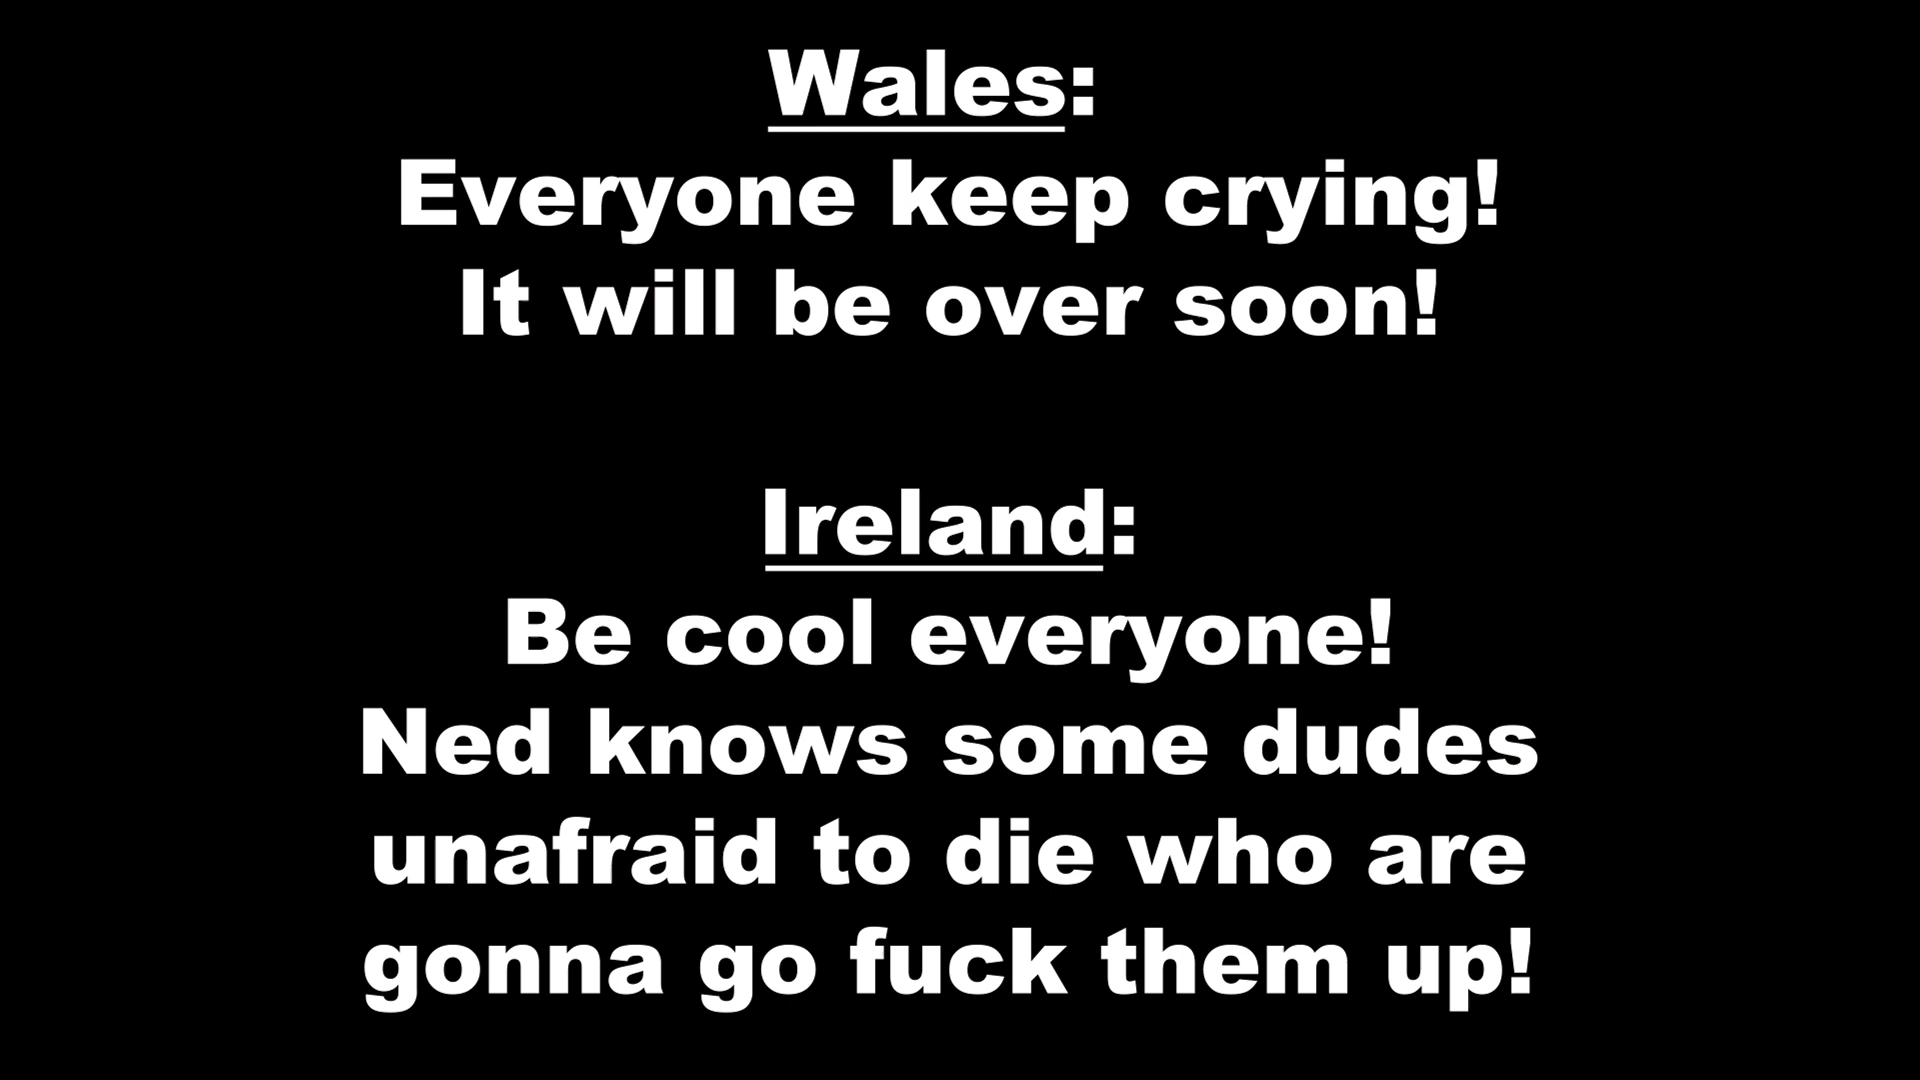 Wales:
Everyone keep crying!
It will be over soon!
Ireland:
Be cool everyone!
Ned knows some dudes
unafraid to die who are
gonna go fuck them up!